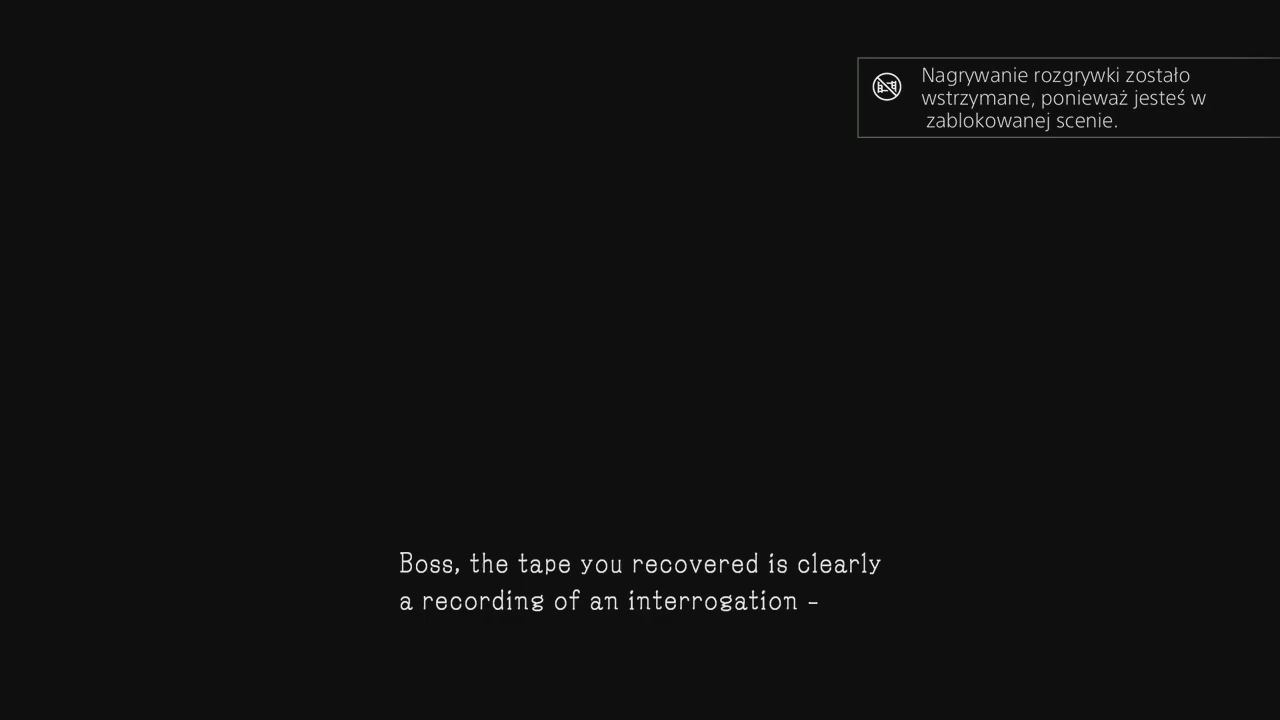 Nagrywanie rozgrywki zostało
wstrzymane, ponieważ jesteś w
zablokowanej scenie.
Boss, the tape you recovered is clearly
a recording of an interrogation -